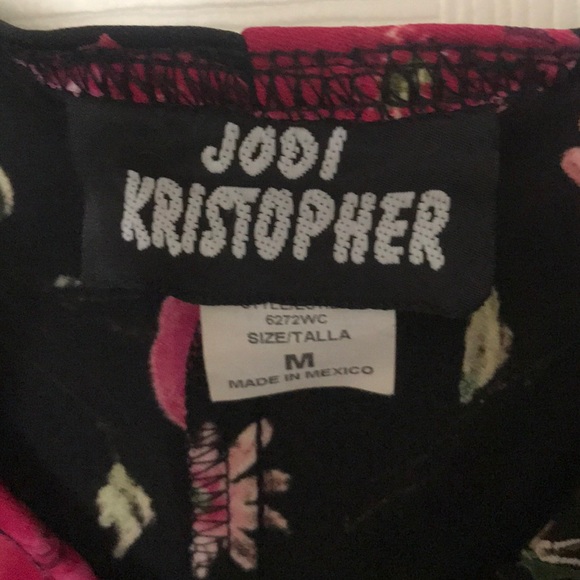 JODI
KRISTOPHER
6272WC
SIZE/TALLA
M
MADE IN MEXICO